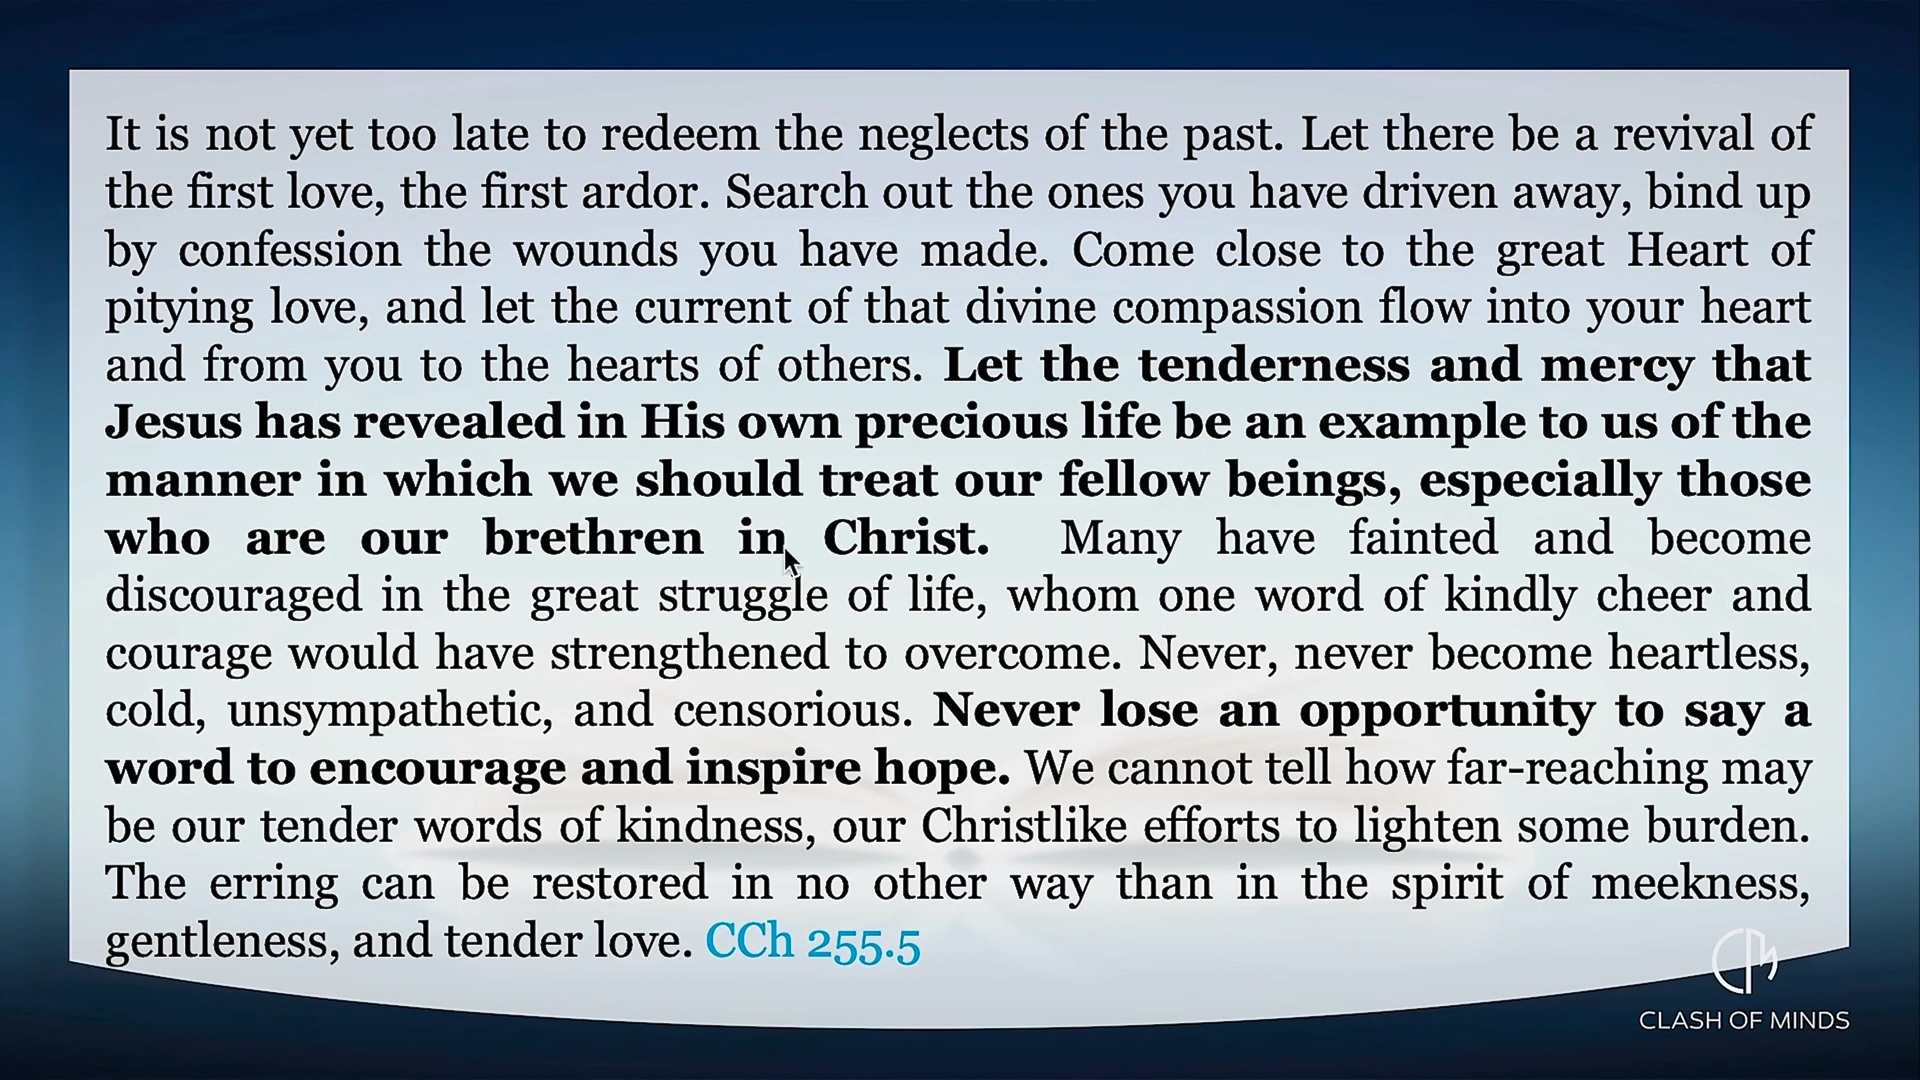 It is not yet too late to redeem the neglects of the past. Let there be a revival of
the first love, the first ardor. Search out the ones you have driven away, bind up
by confession the wounds you have made. Come close to the great Heart of
pitying love, and let the current of that divine compassion flow into your heart
and from you to the hearts of others. Let the tenderness and mercy that
Jesus has revealed in His own precious life be an example to us of the
manner in which we should treat our fellow beings, especially those
who are our brethren in Christ. Many have fainted and become
discouraged in the great struggle of life, whom one word of kindly cheer and
courage would have strengthened to overcome. Never, never become heartless,
cold, unsympathetic, and censorious. Never lose an opportunity to say a
word to encourage and inspire hope. We cannot tell how far-reaching may
be our tender words of kindness, our Christlike efforts to lighten some burden.
The erring can be restored in no other way than in the spirit of meekness,
gentleness, and tender love. CCh 255.5
CLASH OF MINDS